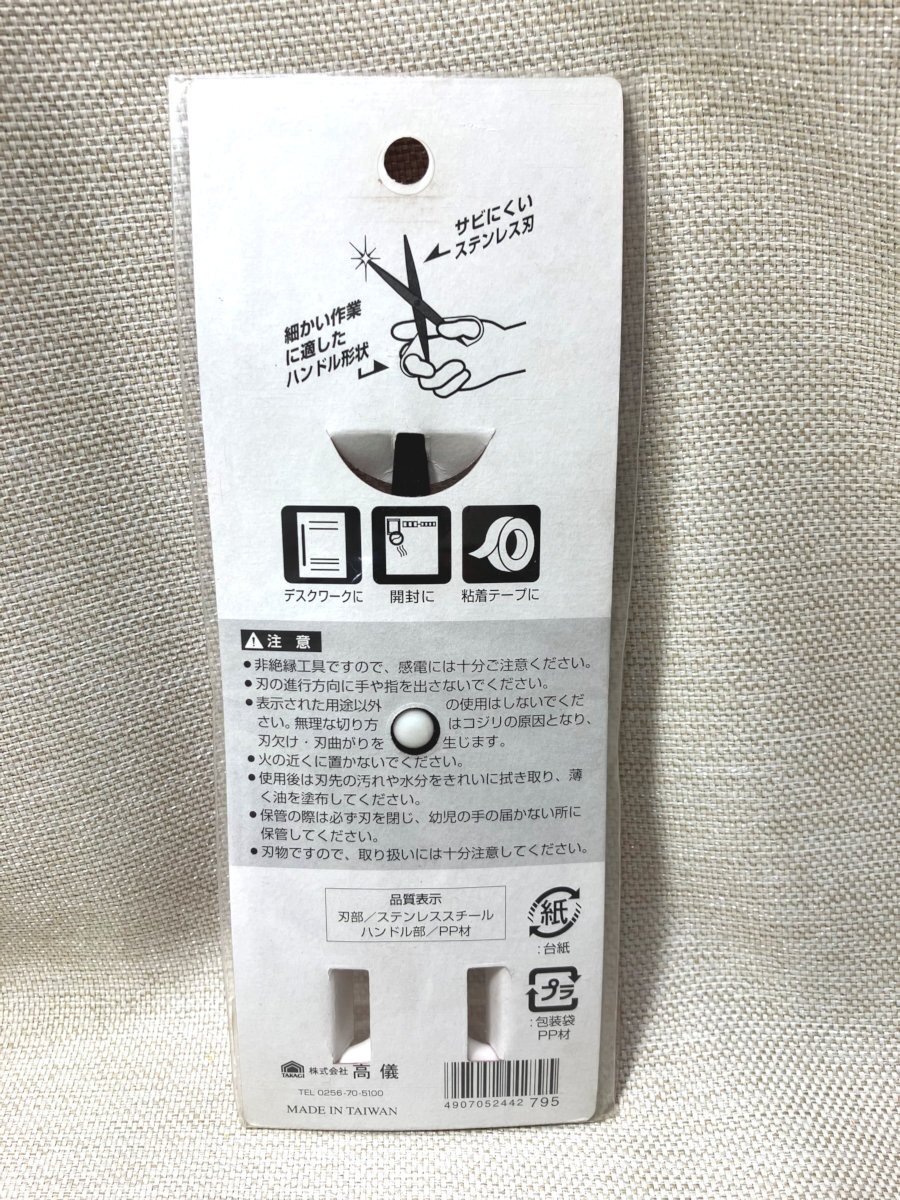 サビにくい
ステンレス刃
細かい作業
に適した
ハンドル形状
デスクワークに 開封に 粘着テープに
注意
●非絶縁工具ですので、感電には十分ご注意ください。
●刃の進行方向に手や指を出さないでください。
●表示された用途以外の使用はしないでくだ
さい。無理な切り方はコジリの原因となり、
刃欠け・刃曲がりを生じます。
●火の近くに置かないでください。
●使用後は刃先の汚れや水分をきれいに拭き取り、薄
く油を塗布してください。
●保管の際は必ず刃を閉じ、幼児の手の届かない所に
保管してください。
●刃物ですので、取り扱いには十分注意してください。
品質表示
刃部／ステンレススチール
ハンドル部／PP材
紙
:台紙
プラ
:包装袋
PP材
TAKAGI 株式会社 高儀
TEL 0256-70-5100
MADE IN TAIWAN
4907052442795